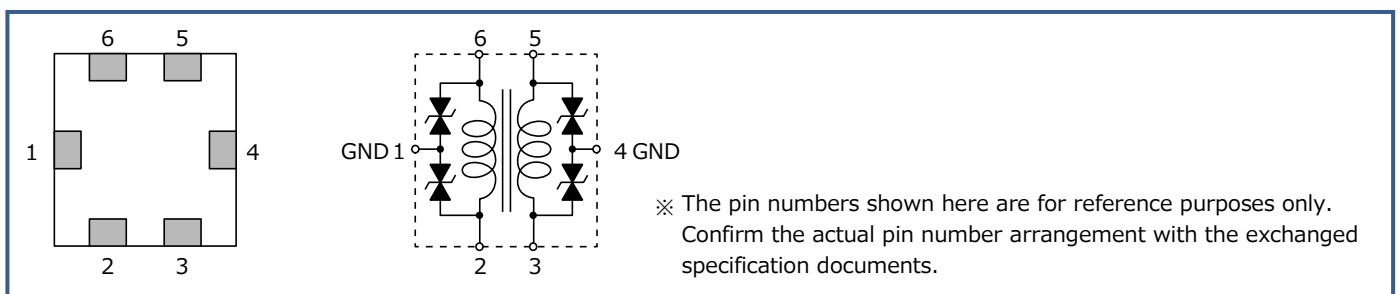 6 5
1 4
2 3
6 5
GND 1 4 GND
2 3
※ The pin numbers shown here are for reference purposes only.
Confirm the actual pin number arrangement with the exchanged
specification documents.